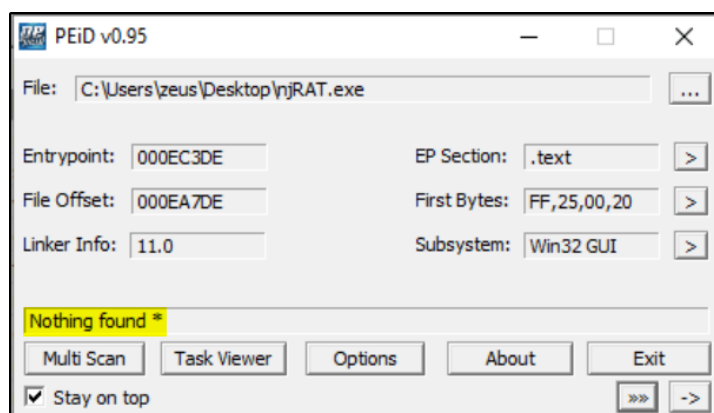 PEiD v0.95
File: C:\Users\zeus\Desktop\njRAT.exe ...
Entrypoint: 000EC3DE EP Section: .text >
File Offset: 000EA7DE First Bytes: FF,25,00,20 >
Linker Info: 11.0 Subsystem: Win32 GUI >
Nothing found *
Multi Scan Task Viewer Options About Exit
Stay on top »» ->